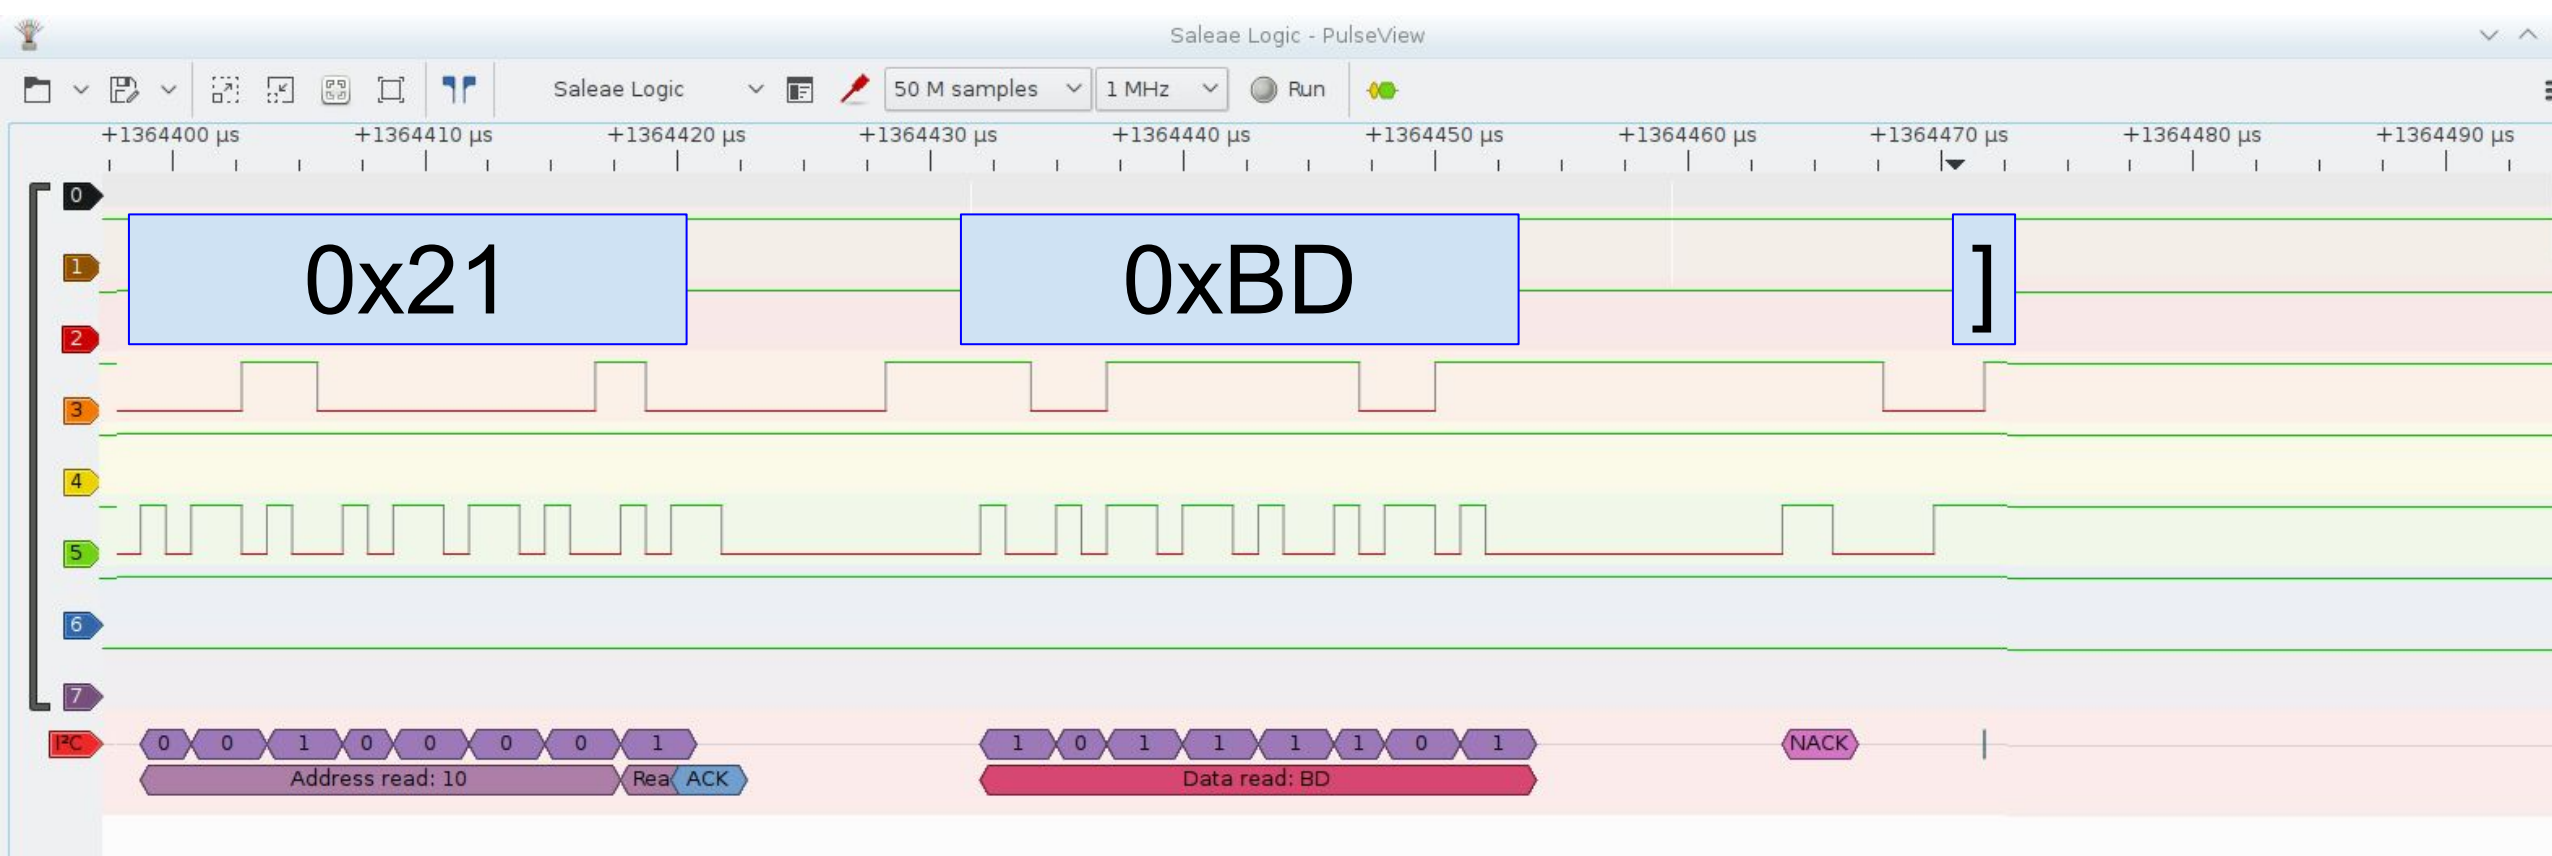 Saleae Logic - PulseView
Saleae Logic 50 M samples 1 MHz Run
+1364400 µs +1364410 µs +1364420 µs +1364430 µs +1364440 µs +1364450 µs +1364460 µs +1364470 µs +1364480 µs +1364490 µs
0
1
0x21 0xBD ]
2
3
4
5
6
7
I²C 0 0 1 0 0 0 0 1 1 0 1 1 1 1 0 1 NACK
Address read: 10 Rea ACK Data read: BD